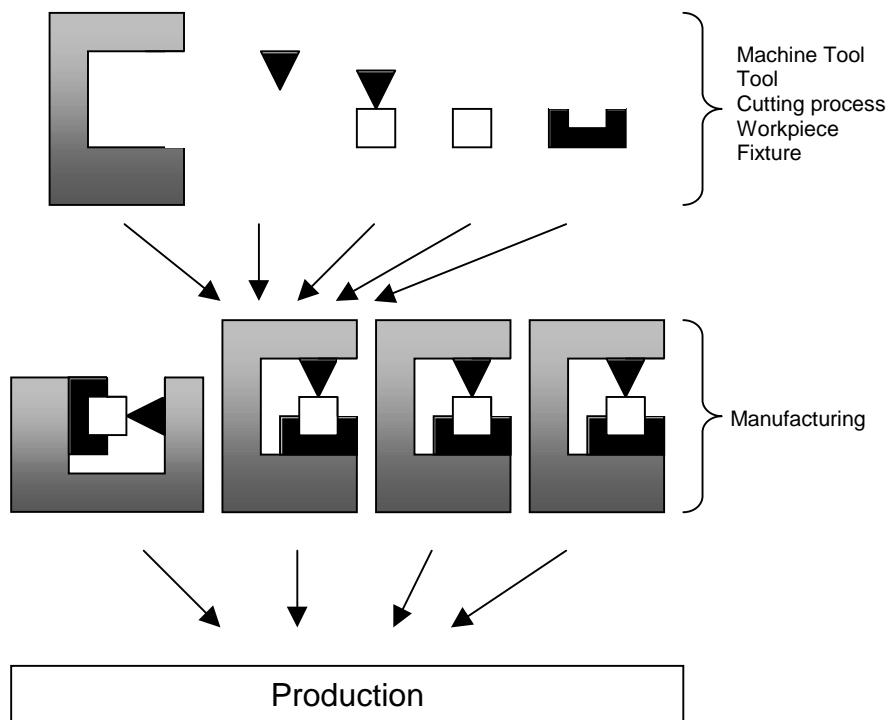 Machine Tool
Tool
Cutting process
Workpiece
Fixture
Manufacturing
Production